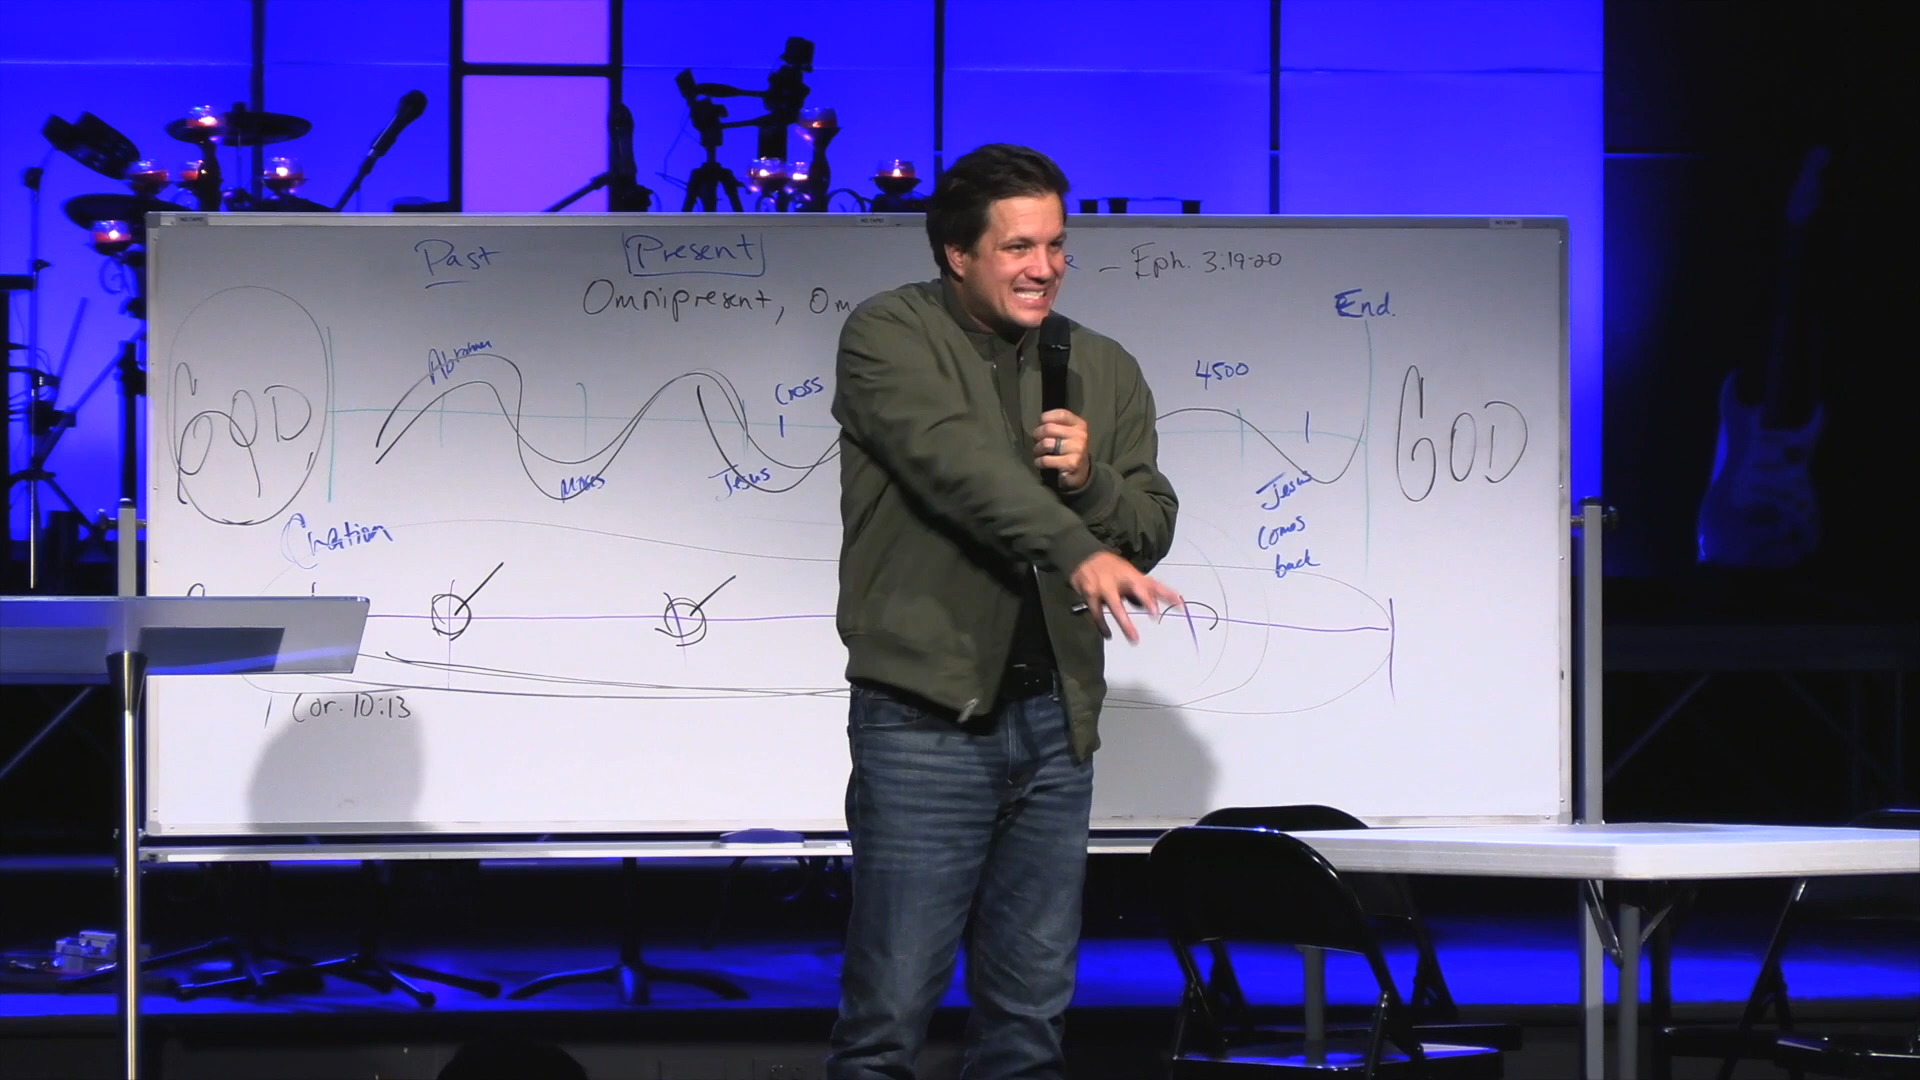 Past Present
– Eph. 3:19-20
Omnipresent, Om
End.
Abraham
Cross
4500
GOD
GOD
Moses
Jesus
Jesus
comes
back
Creation
1 Cor. 10:13